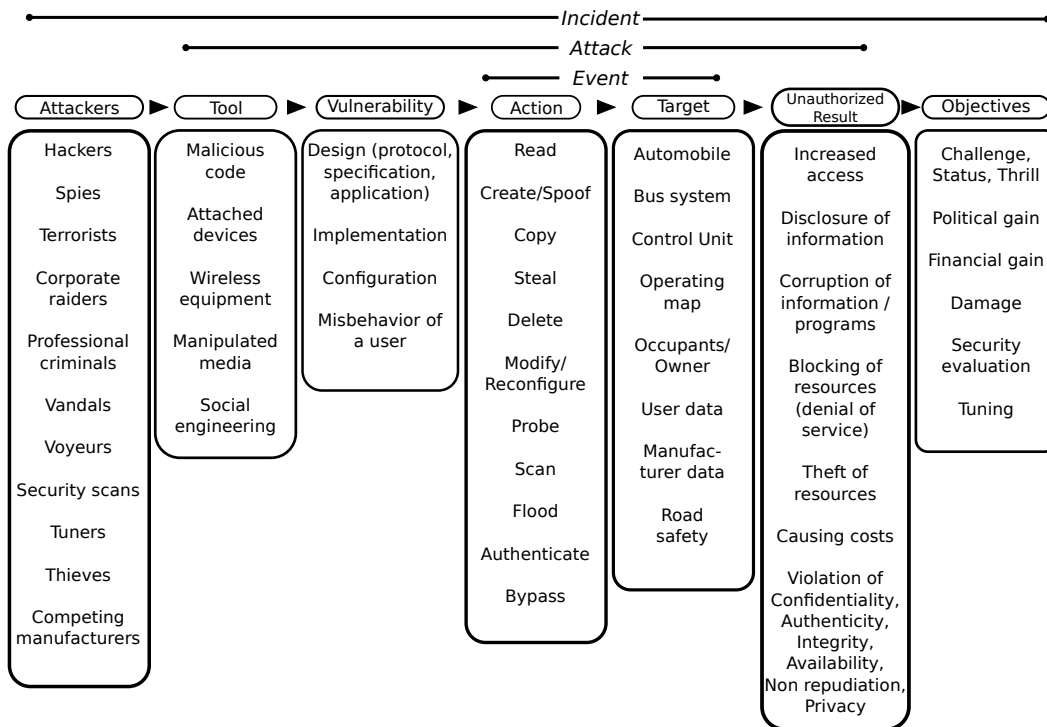 Incident
Attack
Event
Attackers
Tool
Vulnerability
Action
Target
Unauthorized
Result
Objectives
Hackers
Spies
Terrorists
Corporate
raiders
Professional
criminals
Vandals
Voyeurs
Security scans
Tuners
Thieves
Competing
manufacturers
Malicious
code
Attached
devices
Wireless
equipment
Manipulated
media
Social
engineering
Design (protocol,
specification,
application)
Implementation
Configuration
Misbehavior of
a user
Read
Create/Spoof
Copy
Steal
Delete
Modify/
Reconfigure
Probe
Scan
Flood
Authenticate
Bypass
Automobile
Bus system
Control Unit
Operating
map
Occupants/
Owner
User data
Manufac-
turer data
Road
safety
Increased
access
Disclosure of
information
Corruption of
information /
programs
Blocking of
resources
(denial of
service)
Theft of
resources
Causing costs
Violation of
Confidentiality,
Authenticity,
Integrity,
Availability,
Non repudiation,
Privacy
Challenge,
Status, Thrill
Political gain
Financial gain
Damage
Security
evaluation
Tuning